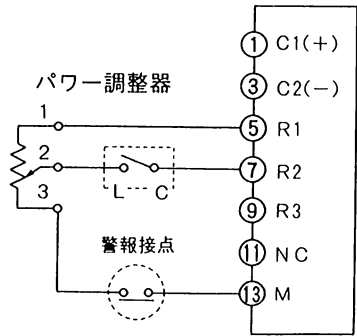 ① C1(+)
パワー調整器
③ C2(−)
1
⑤ R1
2
⑦ R2
L C
3
⑨ R3
警報接点
⑪ NC
⑬ M